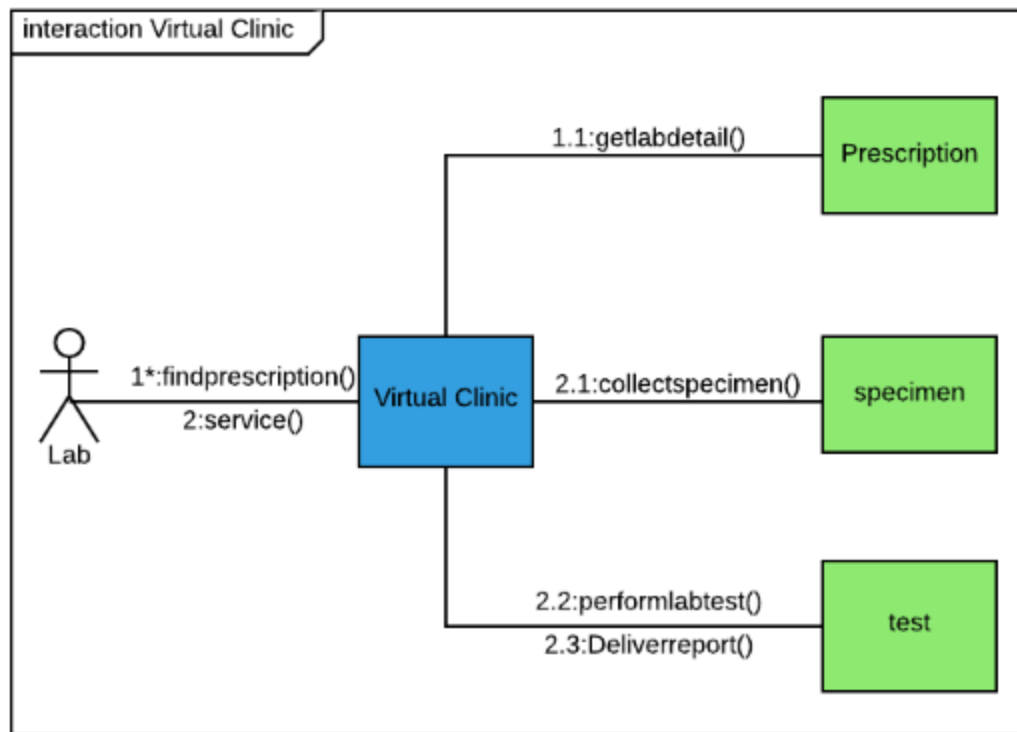 interaction Virtual Clinic
1.1:getlabdetail()
Prescription
1*:findprescription()
2:service()
Lab
Virtual Clinic
2.1:collectspecimen()
specimen
2.2:performlabtest()
2.3:Deliverreport()
test